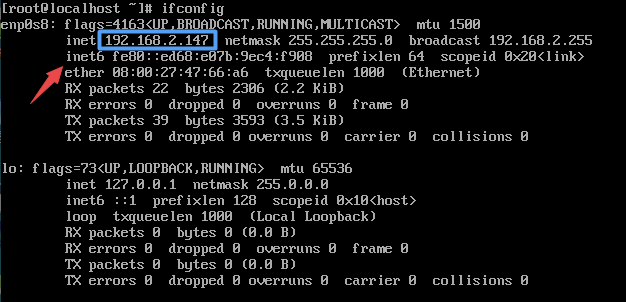 [root@localhost ~]# ifconfig
enp0s8: flags=4163<UP,BROADCAST,RUNNING,MULTICAST>  mtu 1500
        inet 192.168.2.147  netmask 255.255.255.0  broadcast 192.168.2.255
        inet6 fe80::ed68:e07b:9ec4:f908  prefixlen 64  scopeid 0x20<link>
        ether 08:00:27:47:66:a6  txqueuelen 1000  (Ethernet)
        RX packets 22  bytes 2306 (2.2 KiB)
        RX errors 0  dropped 0  overruns 0  frame 0
        TX packets 39  bytes 3593 (3.5 KiB)
        TX errors 0  dropped 0 overruns 0  carrier 0  collisions 0

lo: flags=73<UP,LOOPBACK,RUNNING>  mtu 65536
        inet 127.0.0.1  netmask 255.0.0.0
        inet6 ::1  prefixlen 128  scopeid 0x10<host>
        loop  txqueuelen 1000  (Local Loopback)
        RX packets 0  bytes 0 (0.0 B)
        RX errors 0  dropped 0  overruns 0  frame 0
        TX packets 0  bytes 0 (0.0 B)
        TX errors 0  dropped 0 overruns 0  carrier 0  collisions 0